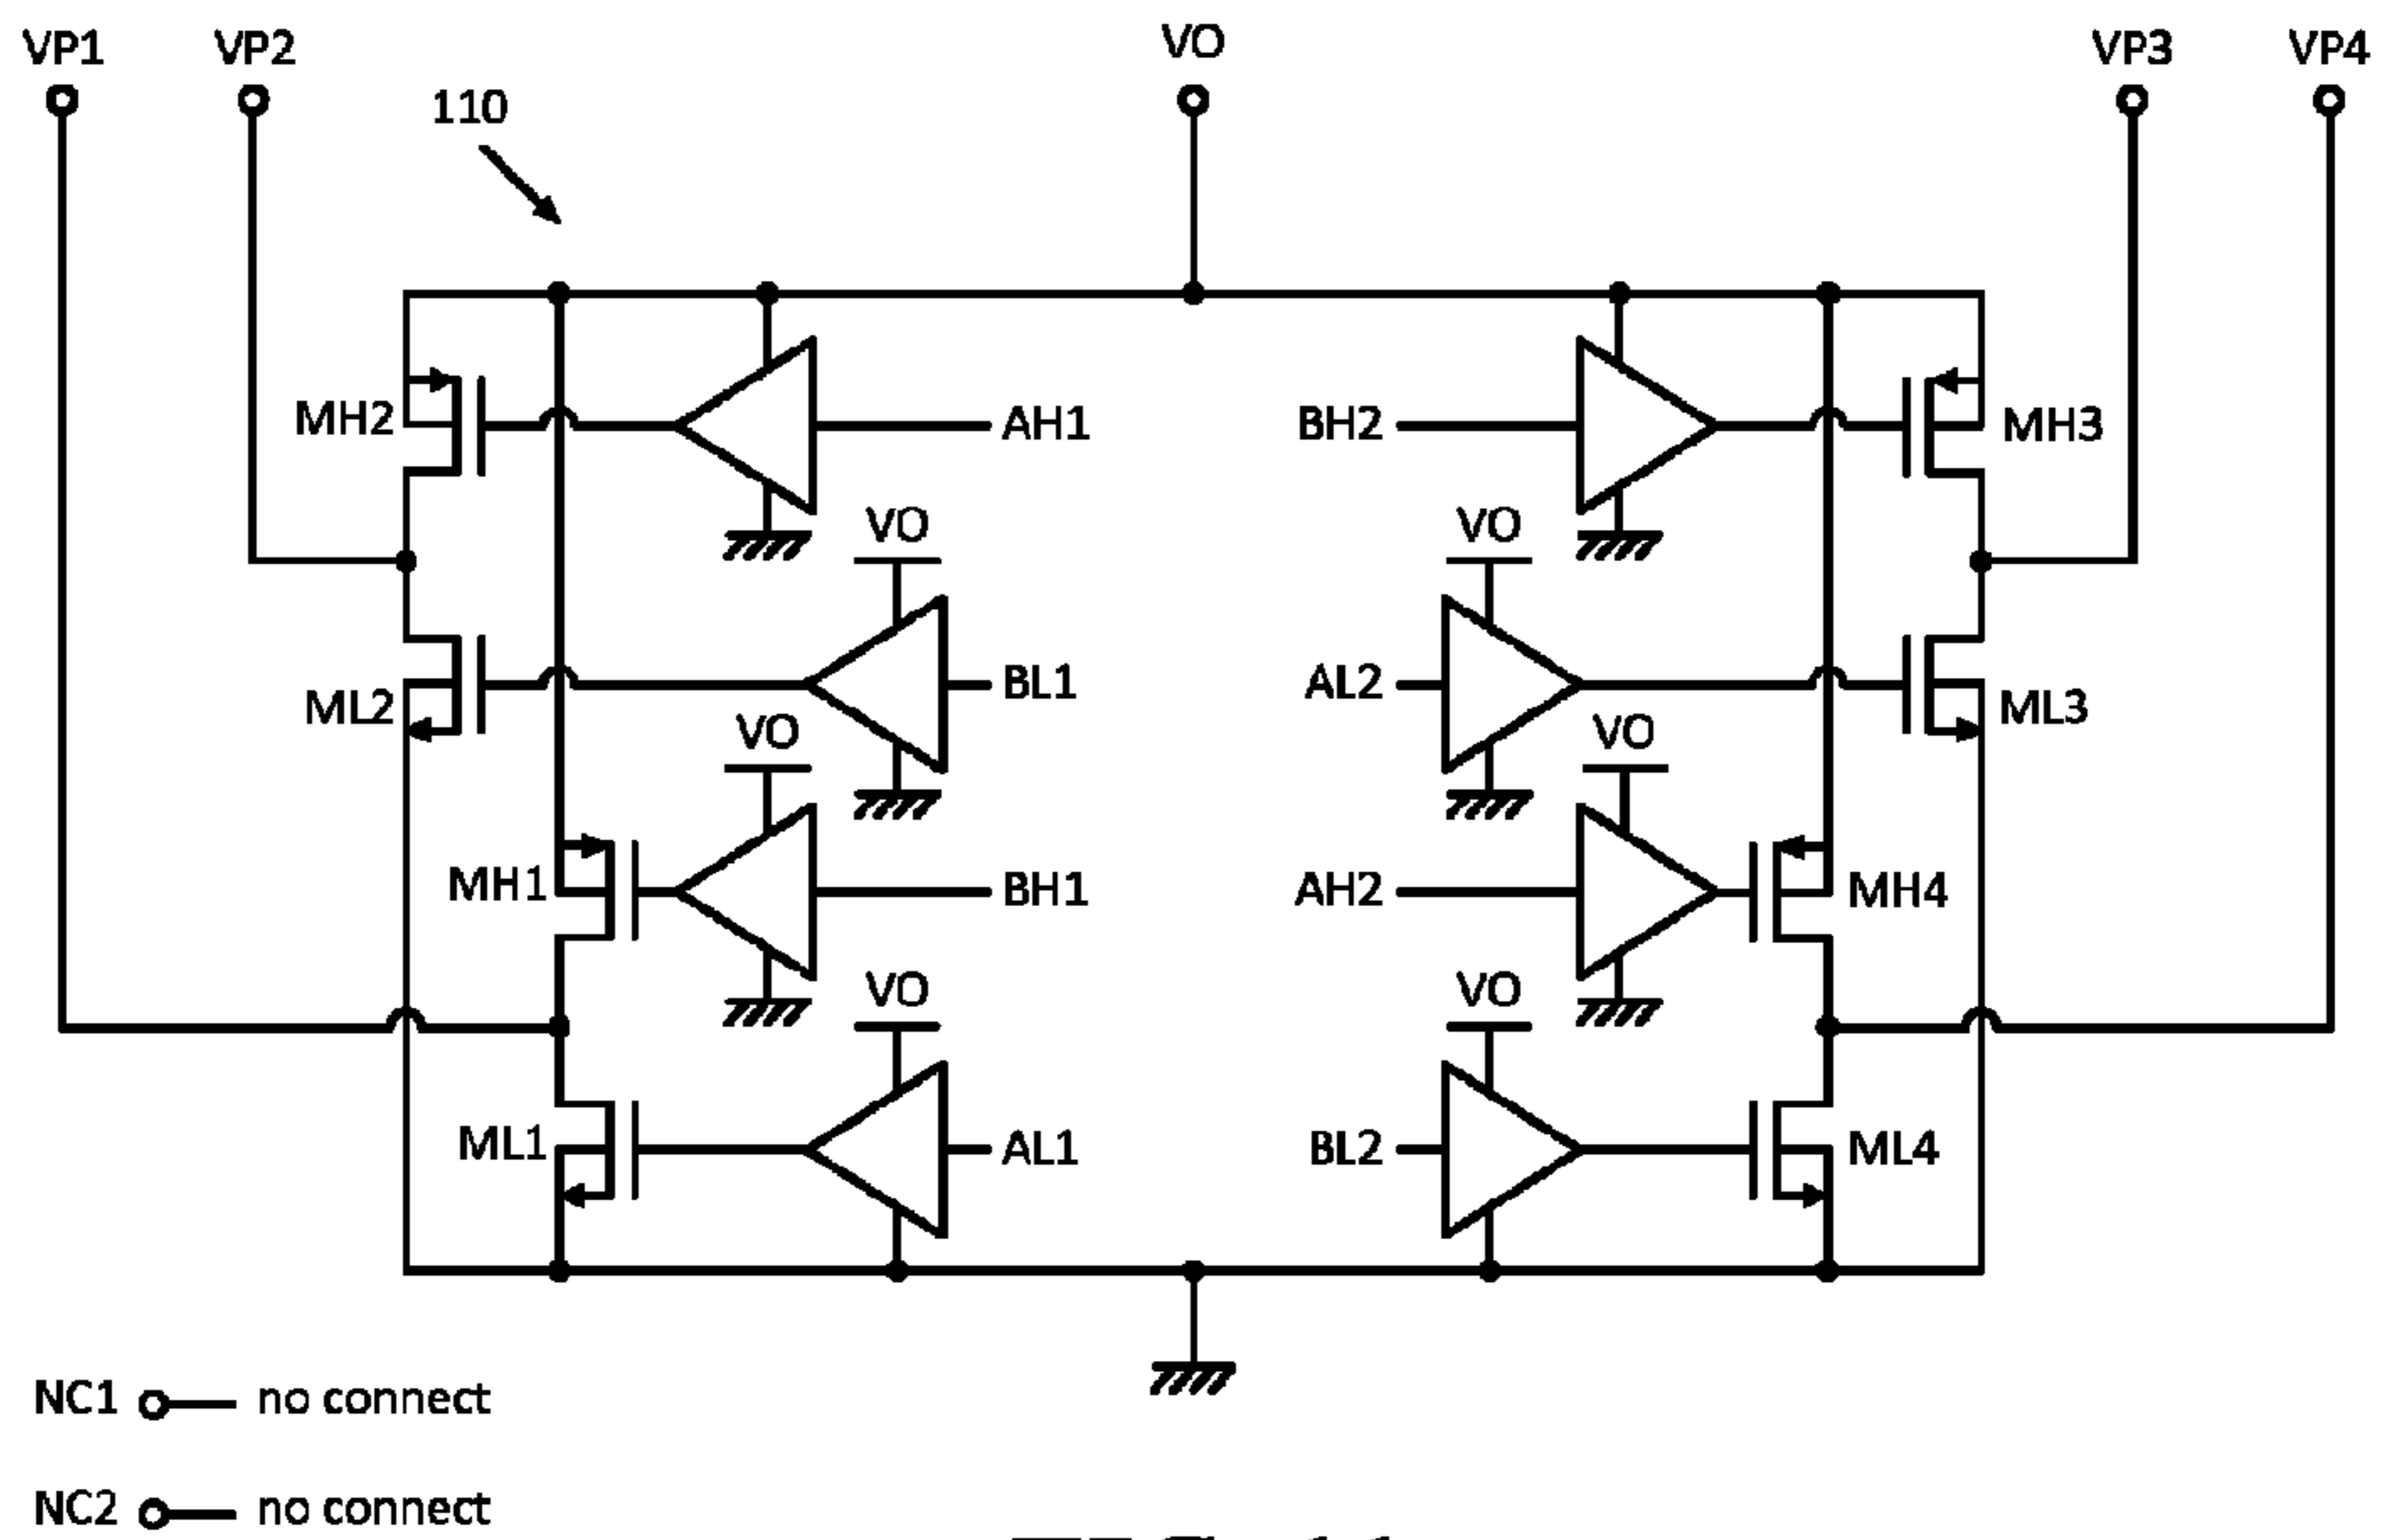 VP1
VP2
VO
VP3
VP4
110
MH2
AH1
BH2
MH3
VO
VO
ML2
BL1
AL2
ML3
VO
VO
MH1
BH1
AH2
MH4
VO
VO
ML1
AL1
BL2
ML4
NC1 no connect
NC2 no connect